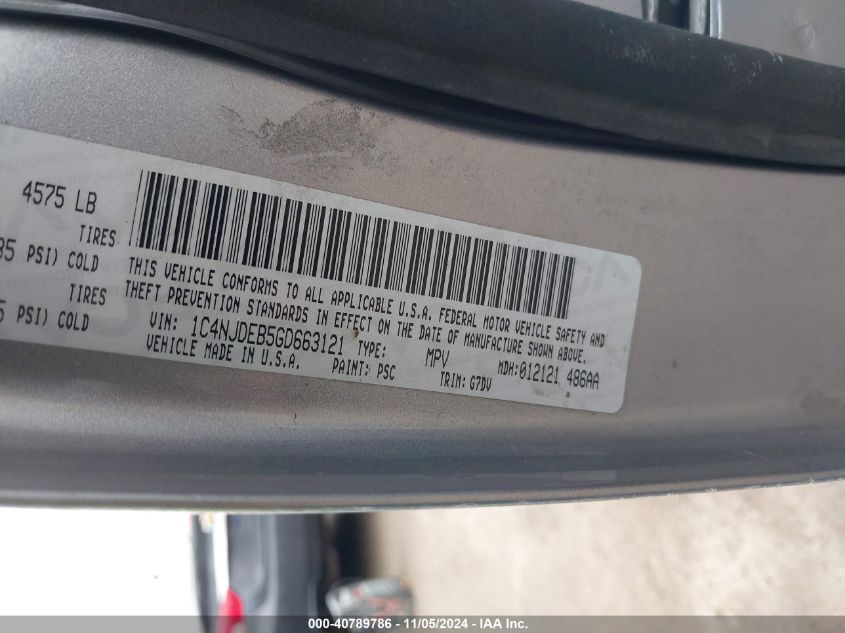 4575 LB
TIRES
35 PSI) COLD
TIRES
5 PSI) COLD
THIS VEHICLE CONFORMS TO ALL APPLICABLE U.S.A. FEDERAL MOTOR VEHICLE SAFETY AND
THEFT PREVENTION STANDARDS IN EFFECT ON THE DATE OF MANUFACTURE SHOWN ABOVE.
VIN: 1C4NJDEB5GD663121 TYPE: MPV MDH:012121 486AA
VEHICLE MADE IN U.S.A. PAINT: PSC TRIM: G7DV
000-40789786 - 11/05/2024 - IAA Inc.